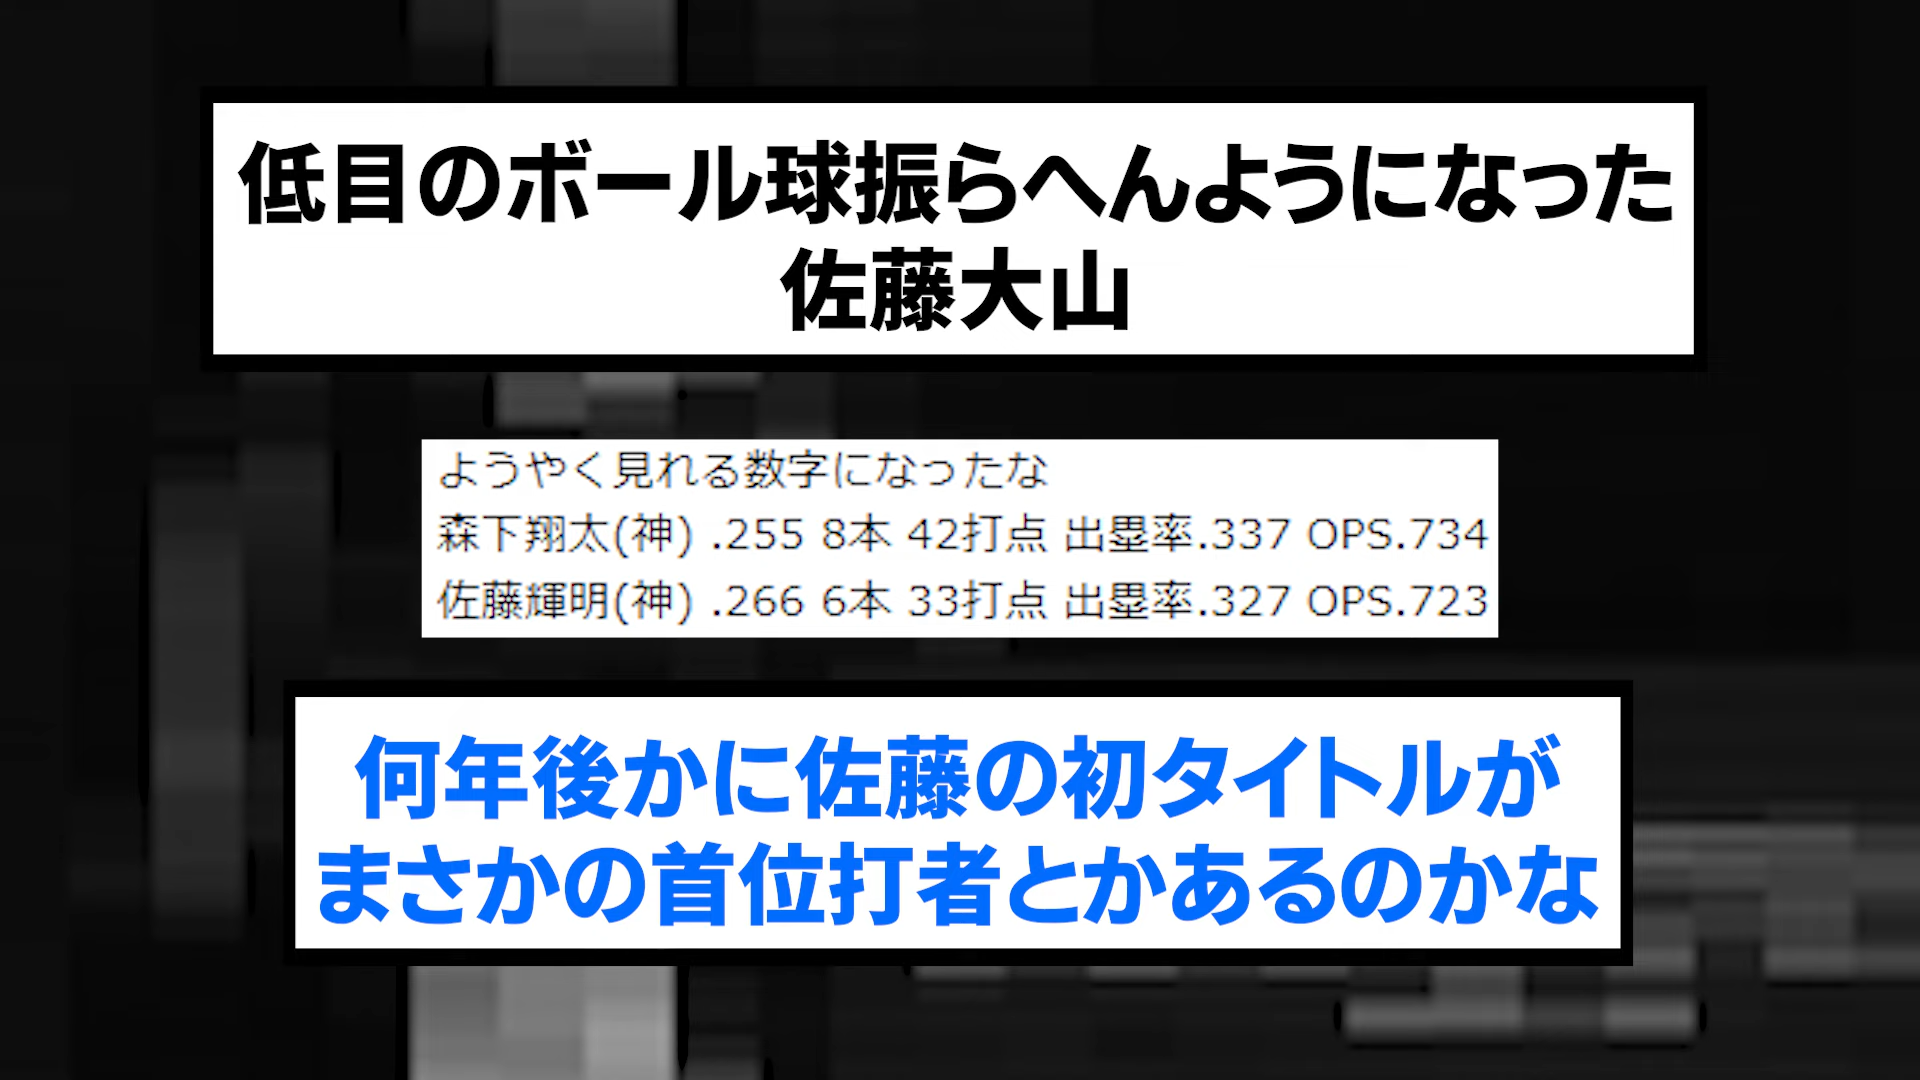 低目のボール球振らへんようになった
佐藤大山
ようやく見れる数字になったな
森下翔太(神) .255 8本 42打点 出塁率.337 OPS.734
佐藤輝明(神) .266 6本 33打点 出塁率.327 OPS.723
何年後かに佐藤の初タイトルが
まさかの首位打者とかあるのかな